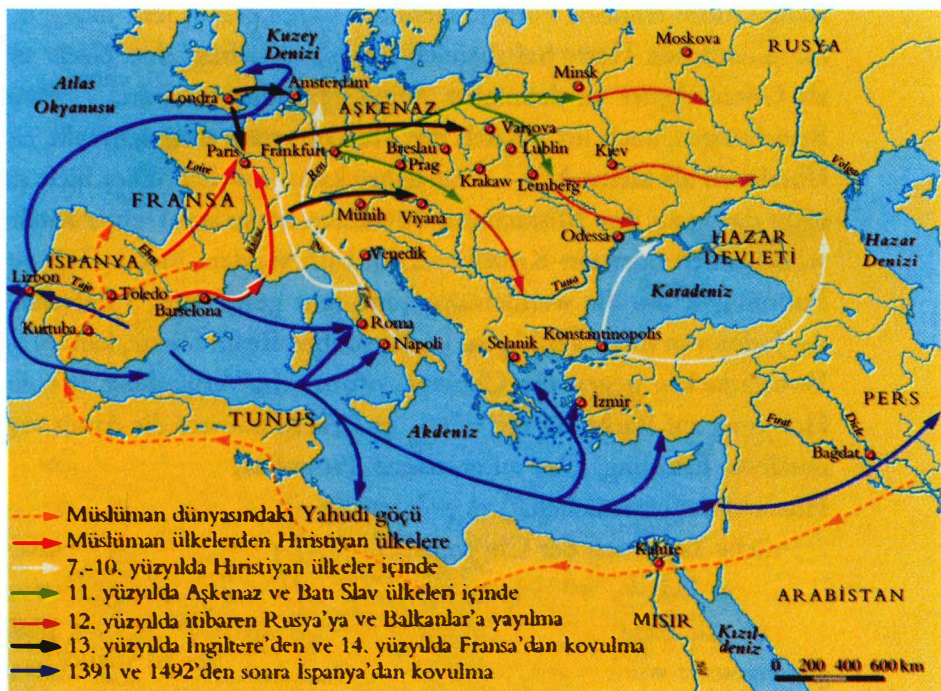 Kuzey
Denizi
Moskova
RUSYA
Atlas
Okyanusu
Minsk
Londra
Amsterdam
AŞKENAZ
Varşova
Paris
Frankfurt
Ren
Breslau
Lublin
Kiev
Volga
Loire
Prag
Krakaw
Lemberg
FRANSA
Münih
Viyana
Odessa
HAZAR
DEVLETİ
Hazar
Denizi
Venedik
Ebro
İSPANYA
Lizbon
Tajo
Toledo
Barselona
Tuna
Karadeniz
Kurtuba
Roma
Napoli
Konstantinopolis
Selanik
İzmir
PERS
TUNUS
Akdeniz
Fırat
Dicle
Bağdat
Müslüman dünyasındaki Yahudi göçü
Müslüman ülkelerden Hıristiyan ülkelere
7.-10. yüzyılda Hıristiyan ülkeler içinde
11. yüzyılda Aşkenaz ve Batı Slav ülkeleri içinde
12. yüzyılda itibaren Rusya'ya ve Balkanlar'a yayılma
13. yüzyılda İngiltere'den ve 14. yüzyılda Fransa'dan kovulma
1391 ve 1492'den sonra İspanya'dan kovulma
Kahire
MISIR
Nil
Kızıl-
deniz
ARABİSTAN
0 200 400 600 km